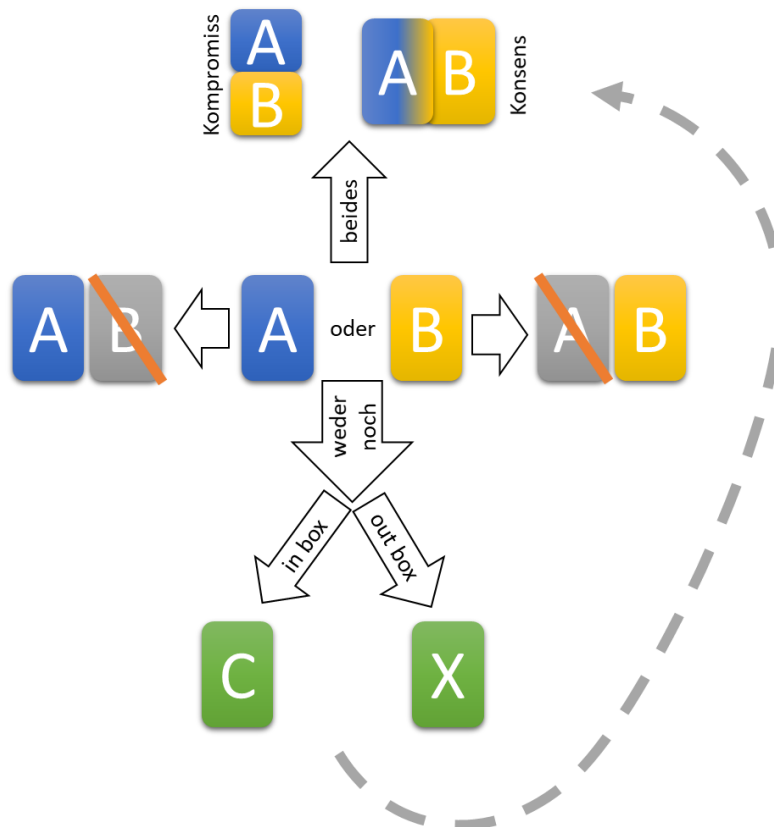 Kompromiss
A
B
A B
Konsens
beides
A B
A
oder
B
A B
weder
noch
in box
out box
C
X